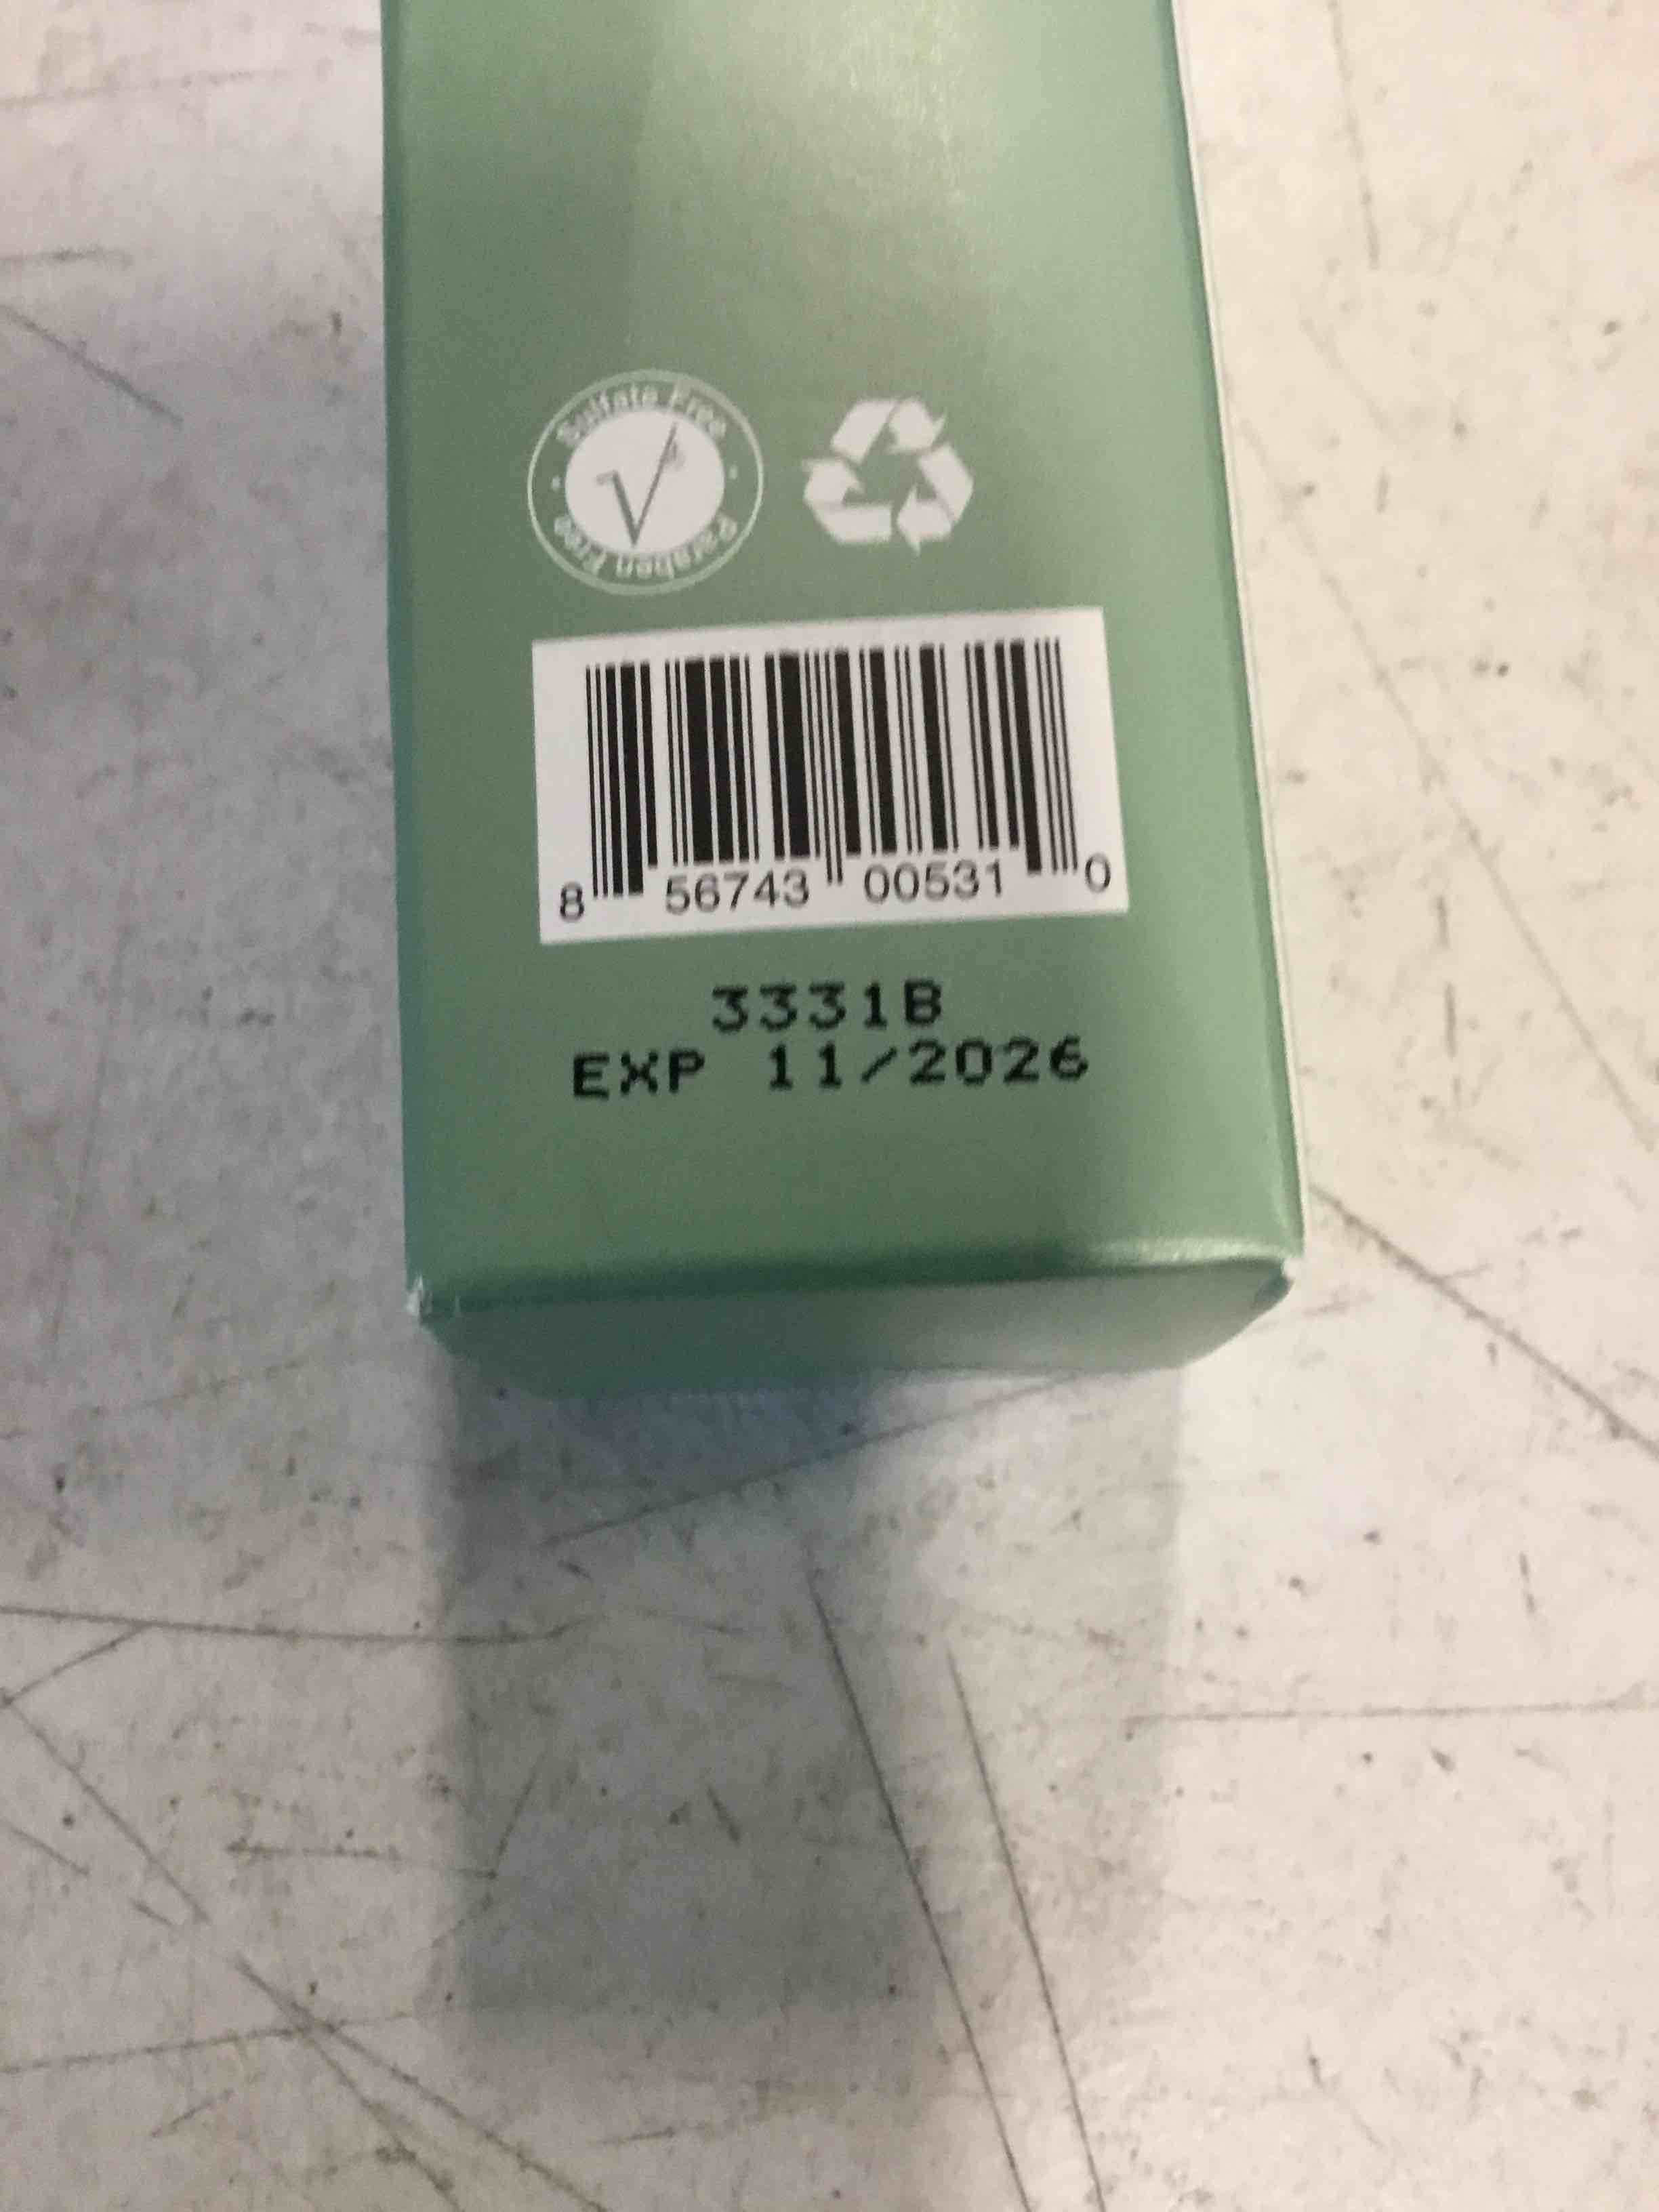 Sulfate Free
Paraben Free
8 56743 00531 0
3331B
EXP 11/2026